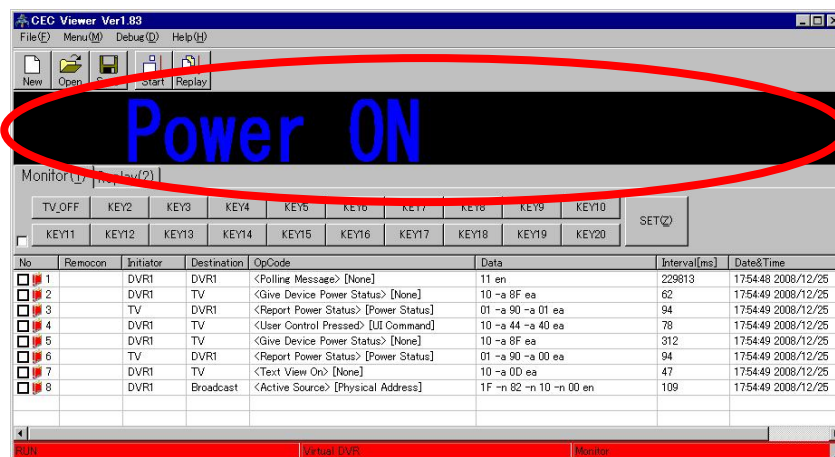 CEC Viewer Ver1.83
File(F) Menu(M) Debug(D) Help(H)
New Open Start Replay
Power ON
Monitor(1) Replay(2)
TV_OFF KEY2 KEY3 KEY4 KEY5 KEY6 KEY7 KEY8 KEY9 KEY10
SET(Z)
KEY11 KEY12 KEY13 KEY14 KEY15 KEY16 KEY17 KEY18 KEY19 KEY20
No Remocon Initiator Destination OpCode Data Interval[ms] Date&Time
1 DVR1 DVR1 <Polling Message> [None] 11 en 229813 17:54:48 2008/12/25
2 DVR1 TV <Give Device Power Status> [None] 10 -a 8F ea 62 17:54:49 2008/12/25
3 TV DVR1 <Report Power Status> [Power Status] 01 -a 90 -a 01 ea 94 17:54:49 2008/12/25
4 DVR1 TV <User Control Pressed> [UI Command] 10 -a 44 -a 40 ea 78 17:54:49 2008/12/25
5 DVR1 TV <Give Device Power Status> [None] 10 -a 8F ea 312 17:54:49 2008/12/25
6 TV DVR1 <Report Power Status> [Power Status] 01 -a 90 -a 00 ea 94 17:54:49 2008/12/25
7 DVR1 TV <Text View On> [None] 10 -a 0D ea 47 17:54:49 2008/12/25
8 DVR1 Broadcast <Active Source> [Physical Address] 1F -n 82 -n 10 -n 00 en 109 17:54:49 2008/12/25
RUN Virtual DVR Monitor